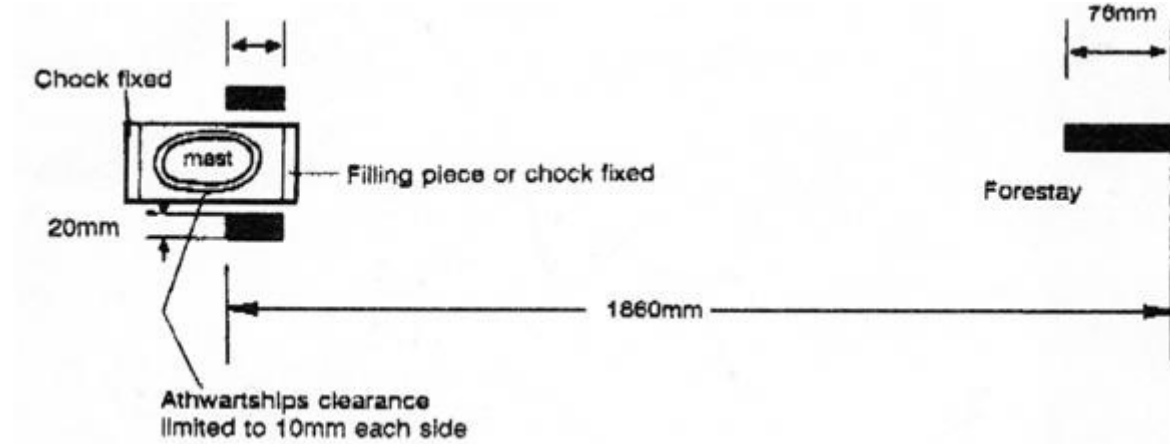 76mm
Chock fixed
mast
Filling piece or chock fixed
Forestay
20mm
1860mm
Athwartships clearance
limited to 10mm each side